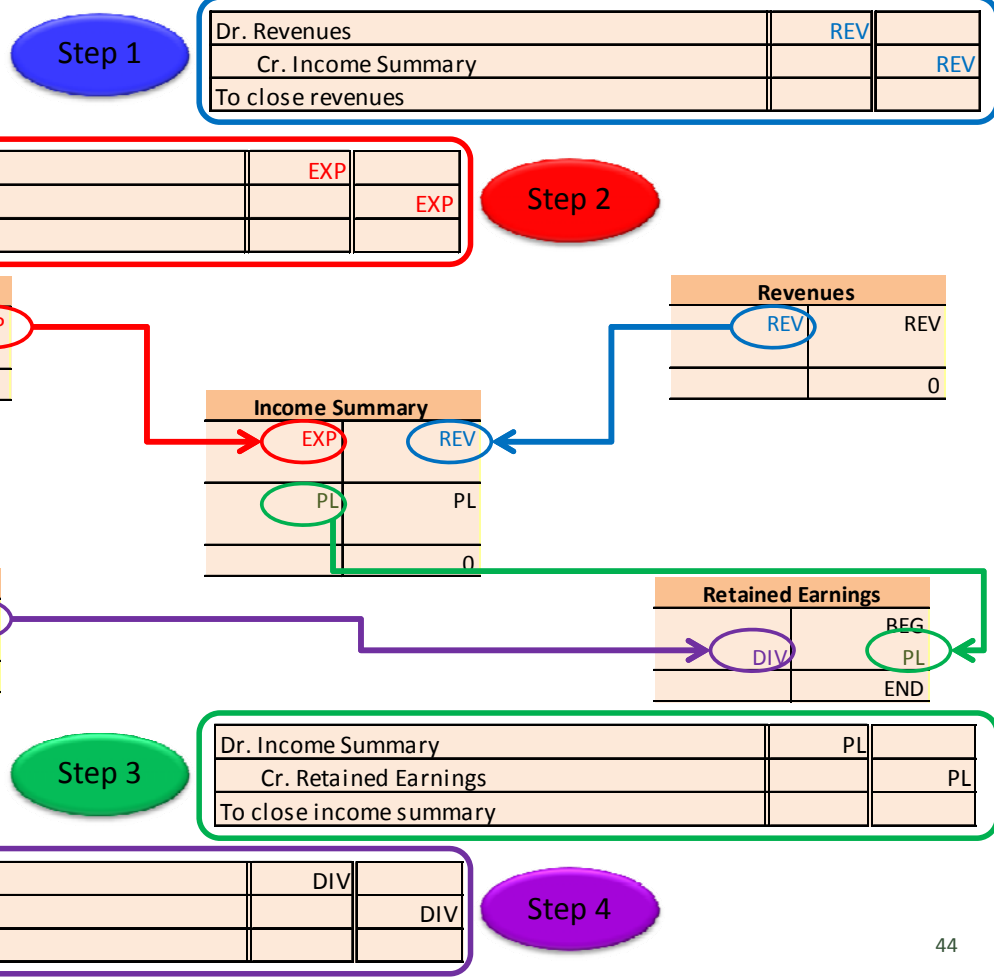 Step 1
Dr. Revenues REV
Cr. Income Summary REV
To close revenues
EXP
EXP
Step 2
Revenues
REV REV
0
Income Summary
EXP REV
PL PL
0
Retained Earnings
BEG
DIV PL
END
Step 3
Dr. Income Summary PL
Cr. Retained Earnings PL
To close income summary
DIV
DIV
Step 4
44